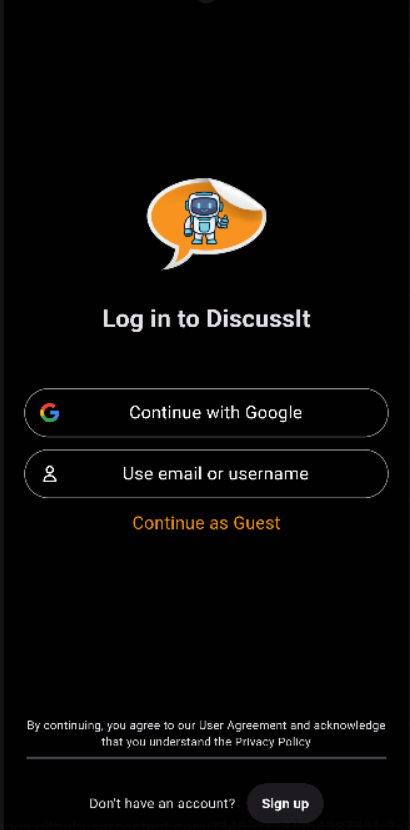 Log in to DiscussIt
Continue with Google
Use email or username
Continue as Guest
By continuing, you agree to our User Agreement and acknowledge
that you understand the Privacy Policy
Don't have an account? Sign up